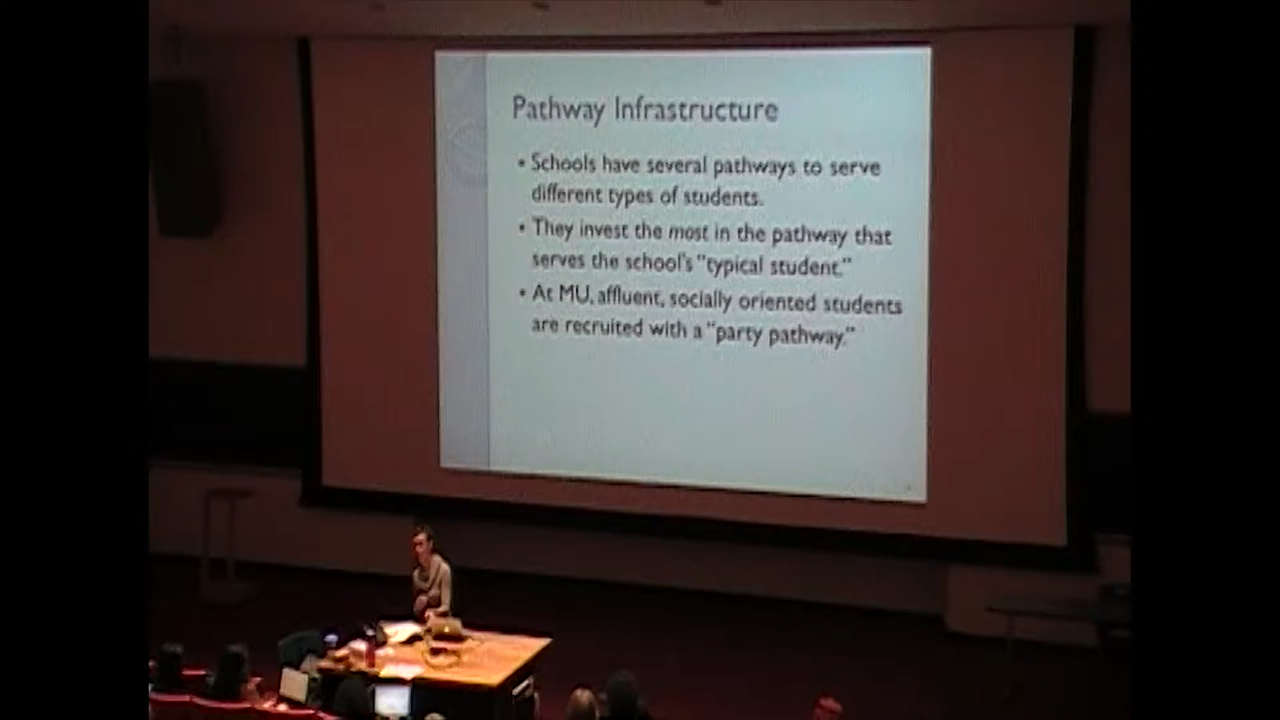 Pathway Infrastructure
• Schools have several pathways to serve
different types of students.
• They invest the most in the pathway that
serves the school's "typical student."
• At MU, affluent, socially oriented students
are recruited with a "party pathway."